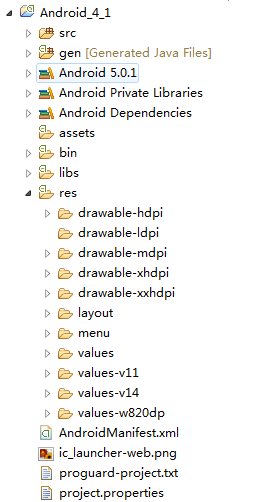 Android_4_1
src
gen [Generated Java Files]
Android 5.0.1
Android Private Libraries
Android Dependencies
assets
bin
libs
res
drawable-hdpi
drawable-ldpi
drawable-mdpi
drawable-xhdpi
drawable-xxhdpi
layout
menu
values
values-v11
values-v14
values-w820dp
AndroidManifest.xml
ic_launcher-web.png
proguard-project.txt
project.properties